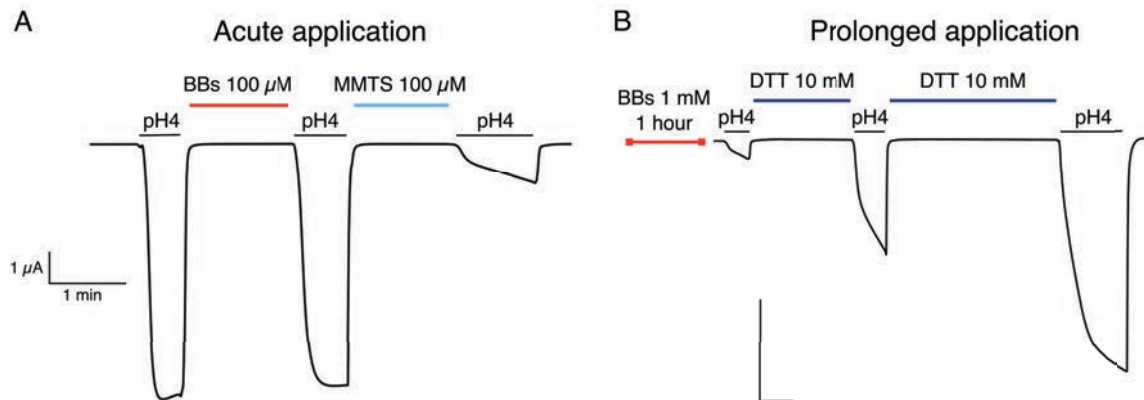 A
Acute application
BBs 100 µM
MMTS 100 µM
pH4
pH4
pH4
1 µA
1 min
B
Prolonged application
BBs 1 mM
1 hour
DTT 10 mM
DTT 10 mM
pH4
pH4
pH4